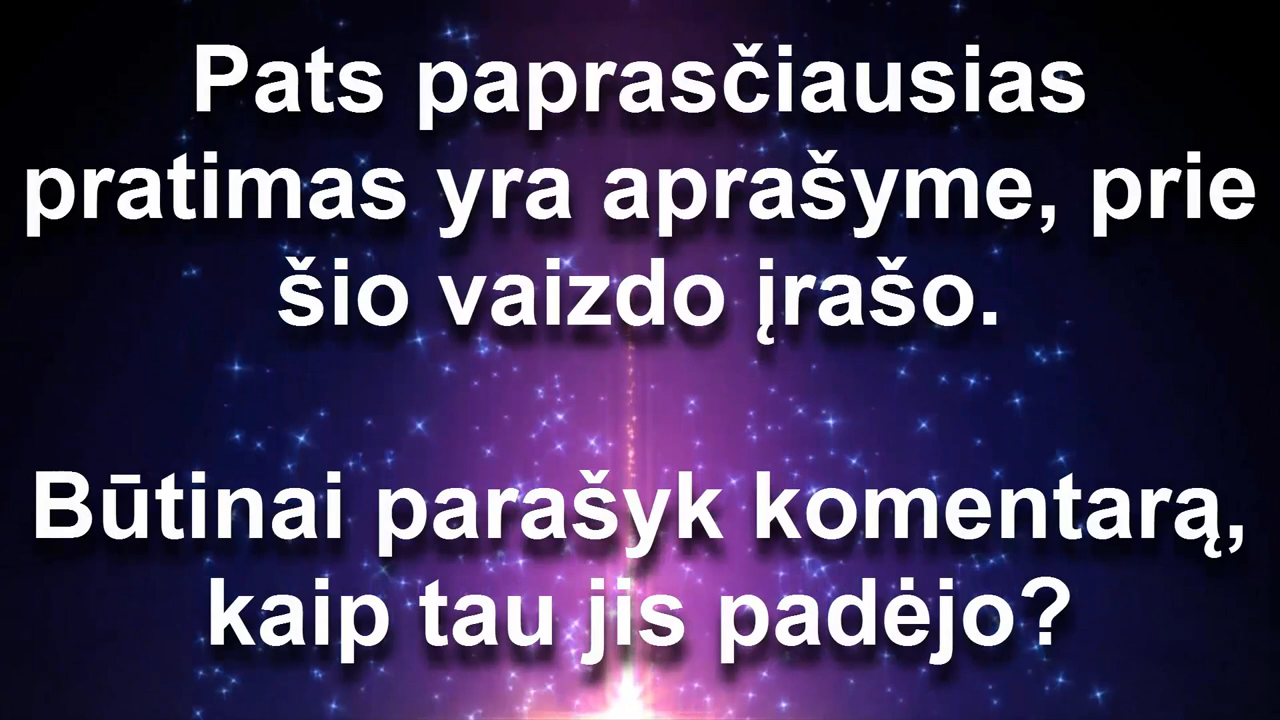 Pats paprasčiausias
pratimas yra aprašyme, prie
šio vaizdo įrašo.
Būtinai parašyk komentarą,
kaip tau jis padėjo?